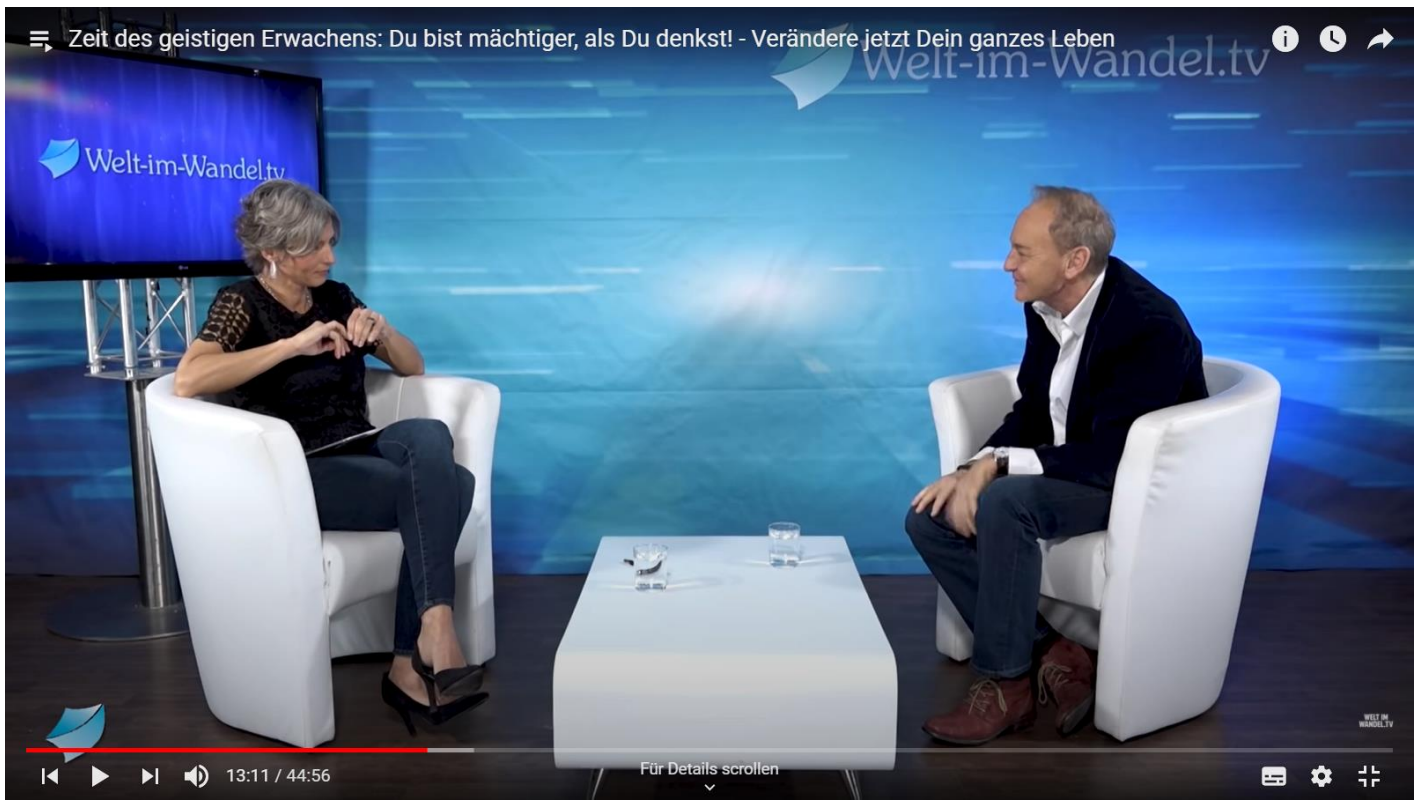 Zeit des geistigen Erwachens: Du bist mächtiger, als Du denkst! - Verändere jetzt Dein ganzes Leben
Welt-im-Wandel.tv
Welt-im-Wandel.tv
WELT IM
WANDEL.TV
13:11 / 44:56
Für Details scrollen